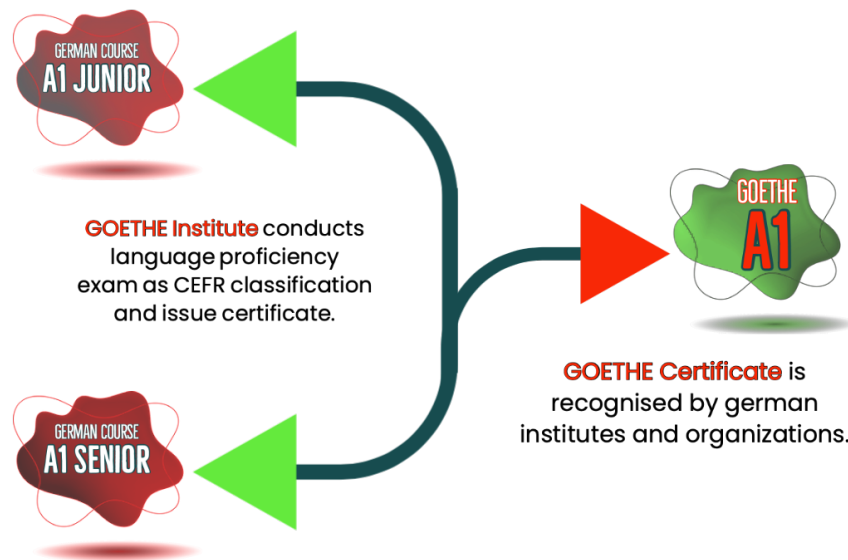 GERMAN COURSE
A1 JUNIOR
GOETHE Institute conducts
language proficiency
exam as CEFR classification
and issue certificate.
GOETHE
A1
GOETHE Certificate is
recognised by german
institutes and organizations.
GERMAN COURSE
A1 SENIOR